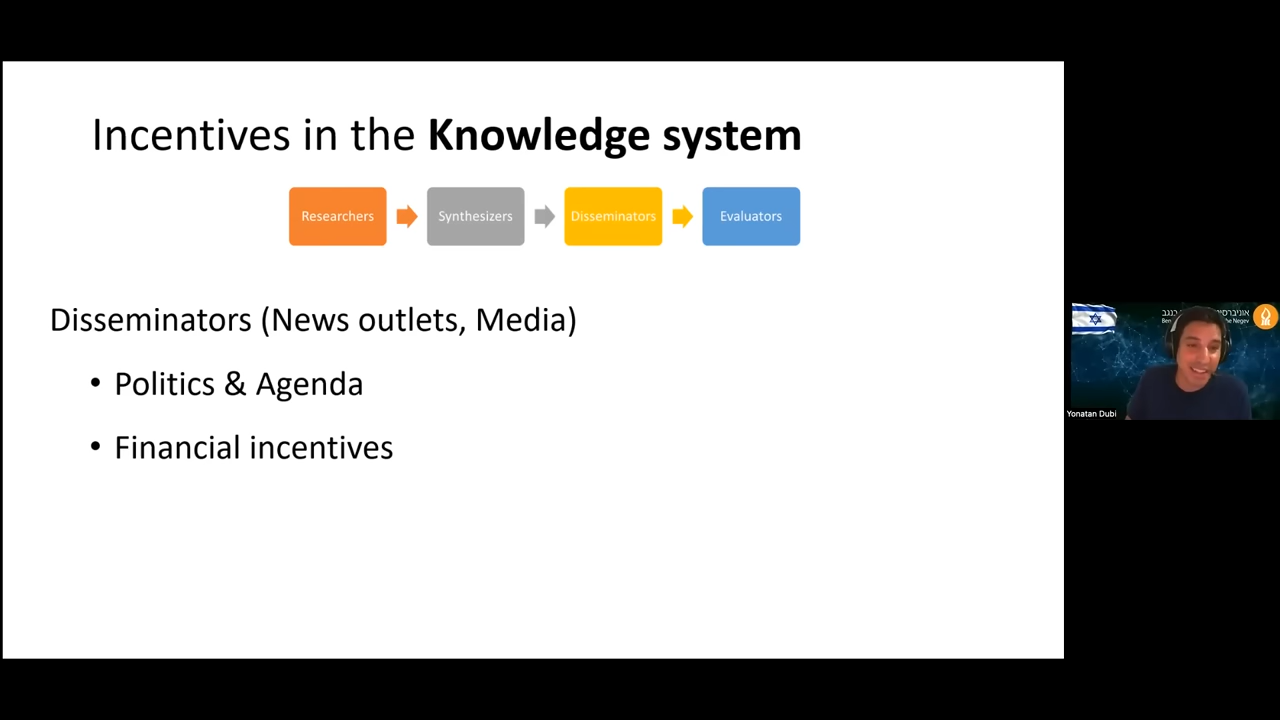 Incentives in the Knowledge system
Researchers
Synthesizers
Disseminators
Evaluators
Disseminators (News outlets, Media)
• Politics & Agenda
• Financial incentives
Yonatan Dubi